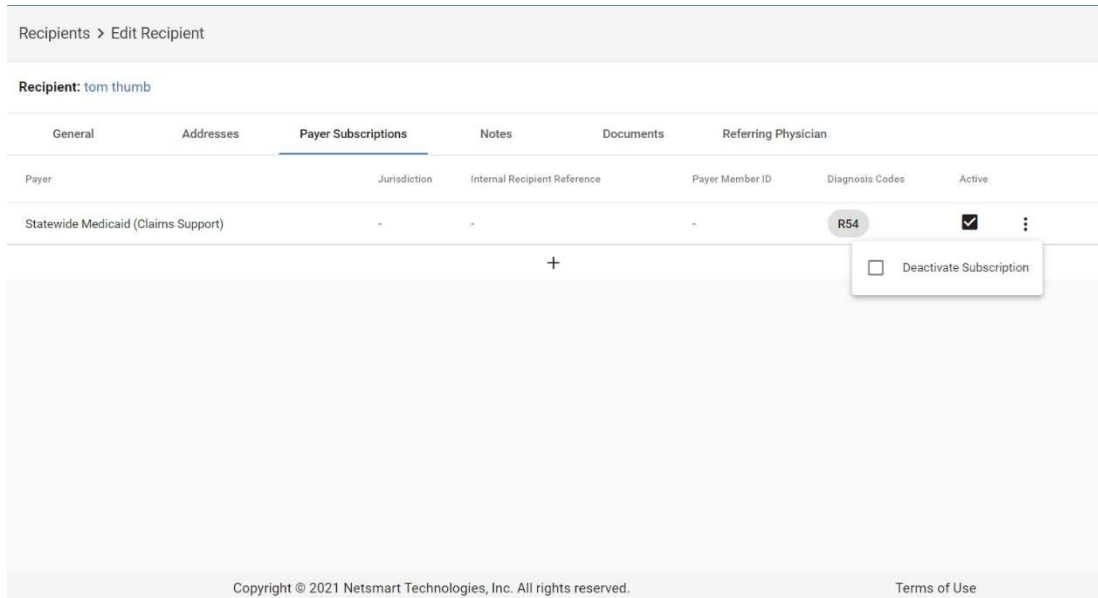 Recipients > Edit Recipient
Recipient: tom thumb
General Addresses Payer Subscriptions Notes Documents Referring Physician
Payer Jurisdiction Internal Recipient Reference Payer Member ID Diagnosis Codes Active
Statewide Medicaid (Claims Support) - - - R54
+
Deactivate Subscription
Copyright © 2021 Netsmart Technologies, Inc. All rights reserved. Terms of Use